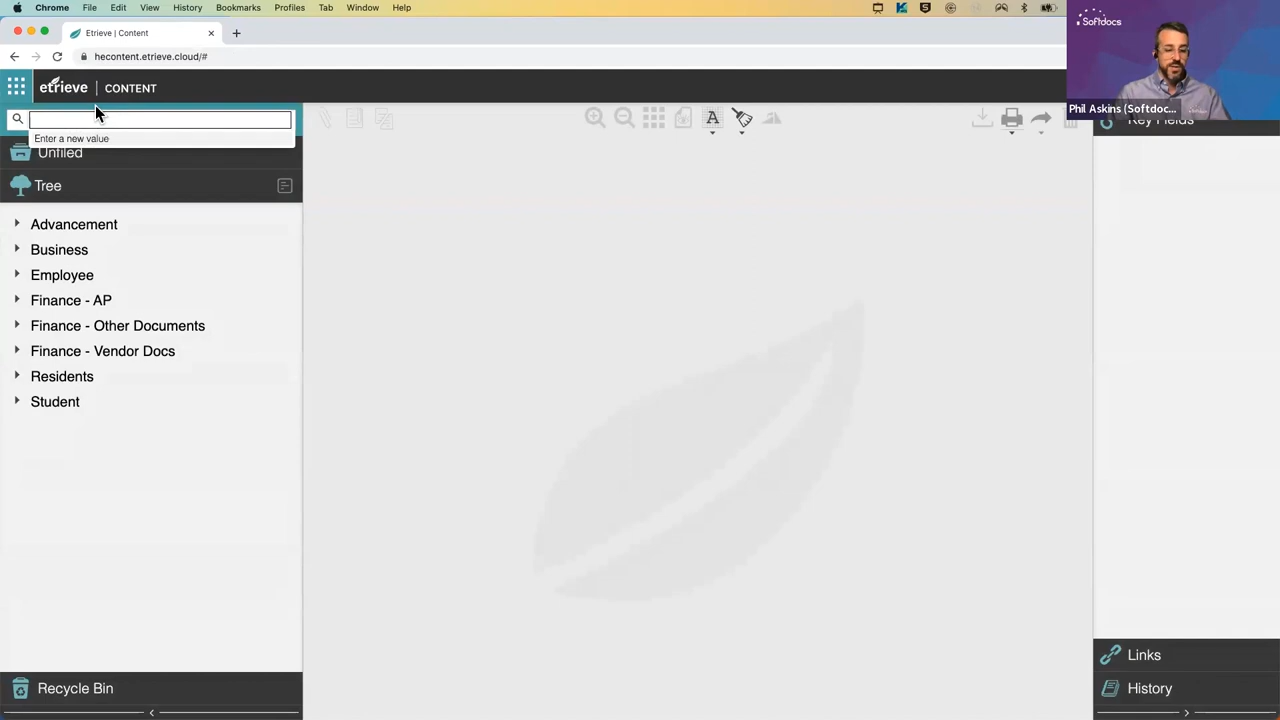 Chrome File Edit View History Bookmarks Profiles Tab Window Help
Etrieve | Content
hecontent.etrieve.cloud/#
etrieve | CONTENT
Softdocs
Phil Askins (Softdoc...
Enter a new value
Unfiled
Key Fields
Tree
Advancement
Business
Employee
Finance - AP
Finance - Other Documents
Finance - Vendor Docs
Residents
Student
Links
Recycle Bin
History